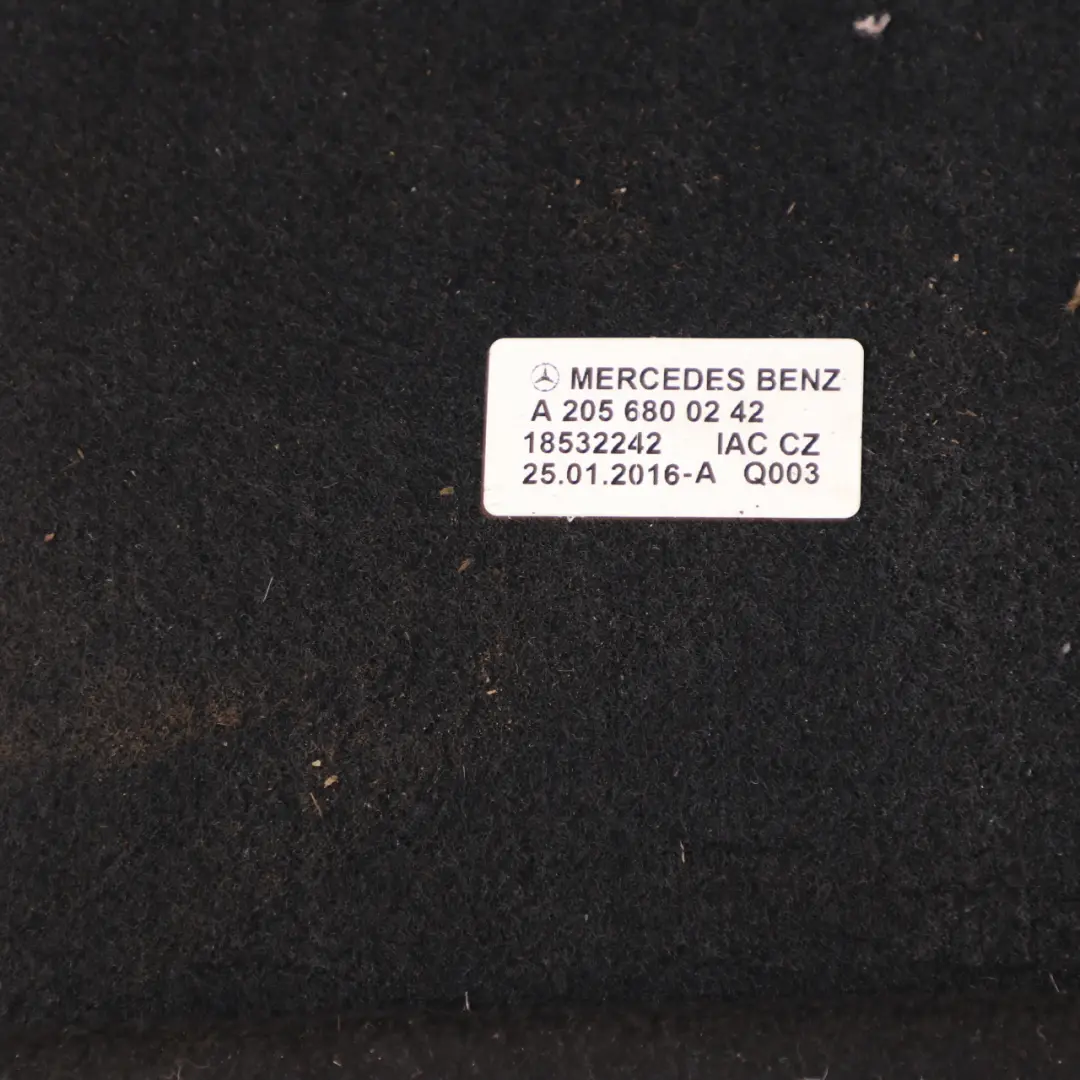 MERCEDES BENZ
A 205 680 02 42
18532242 IAC CZ
25.01.2016-A Q003